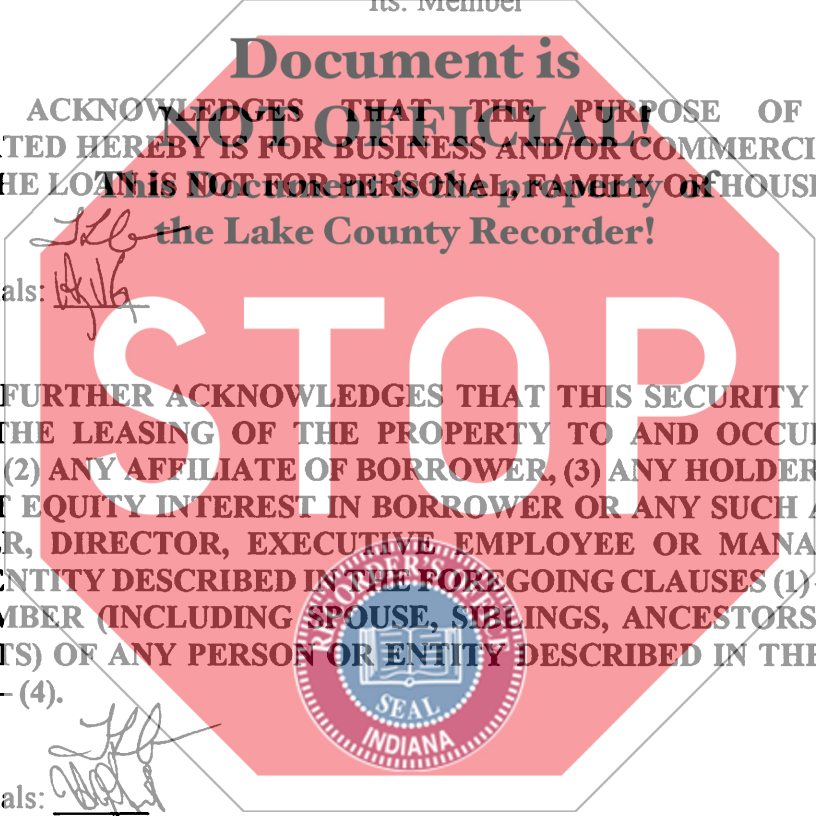 its: Member
Document is
NOT OFFICIAL!
This Document is the property of
the Lake County Recorder!
ACKNOWLEDGES THAT THE PURPOSE OF
TED HEREBY IS FOR BUSINESS AND/OR COMMERCI
HE LOAN IS NOT FOR PERSONAL, FAMILY OR HOUSE
als:
STOP
FURTHER ACKNOWLEDGES THAT THIS SECURITY
THE LEASING OF THE PROPERTY TO AND OCCU
(2) ANY AFFILIATE OF BORROWER, (3) ANY HOLDER
T EQUITY INTEREST IN BORROWER OR ANY SUCH A
R, DIRECTOR, EXECUTIVE EMPLOYEE OR MANA
ENTITY DESCRIBED IN THE FOREGOING CLAUSES (1)
MBER (INCLUDING SPOUSE, SIBLINGS, ANCESTORS
TS) OF ANY PERSON OR ENTITY DESCRIBED IN THE
– (4).
RECORDER'S OFFICE
SEAL
INDIANA
als: